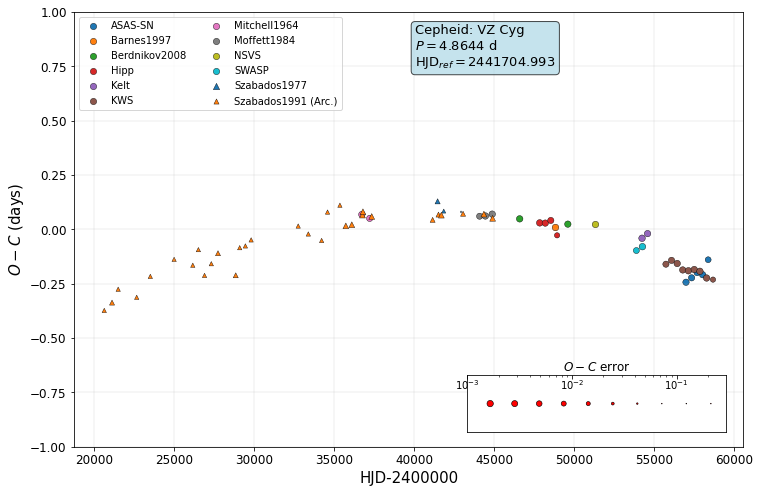 ASAS-SN
Barnes1997
Berdnikov2008
Hipp
Kelt
KWS
Mitchell1964
Moffett1984
NSVS
SWASP
Szabados1977
Szabados1991 (Arc.)
Cepheid: VZ Cyg
P = 4.8644 d
HJD_ref = 2441704.993
1.00
0.75
0.50
0.25
0.00
−0.25
−0.50
−0.75
−1.00
O − C (days)
O − C error
10^-3
10^-2
10^-1
20000
25000
30000
35000
40000
45000
50000
55000
60000
HJD-2400000